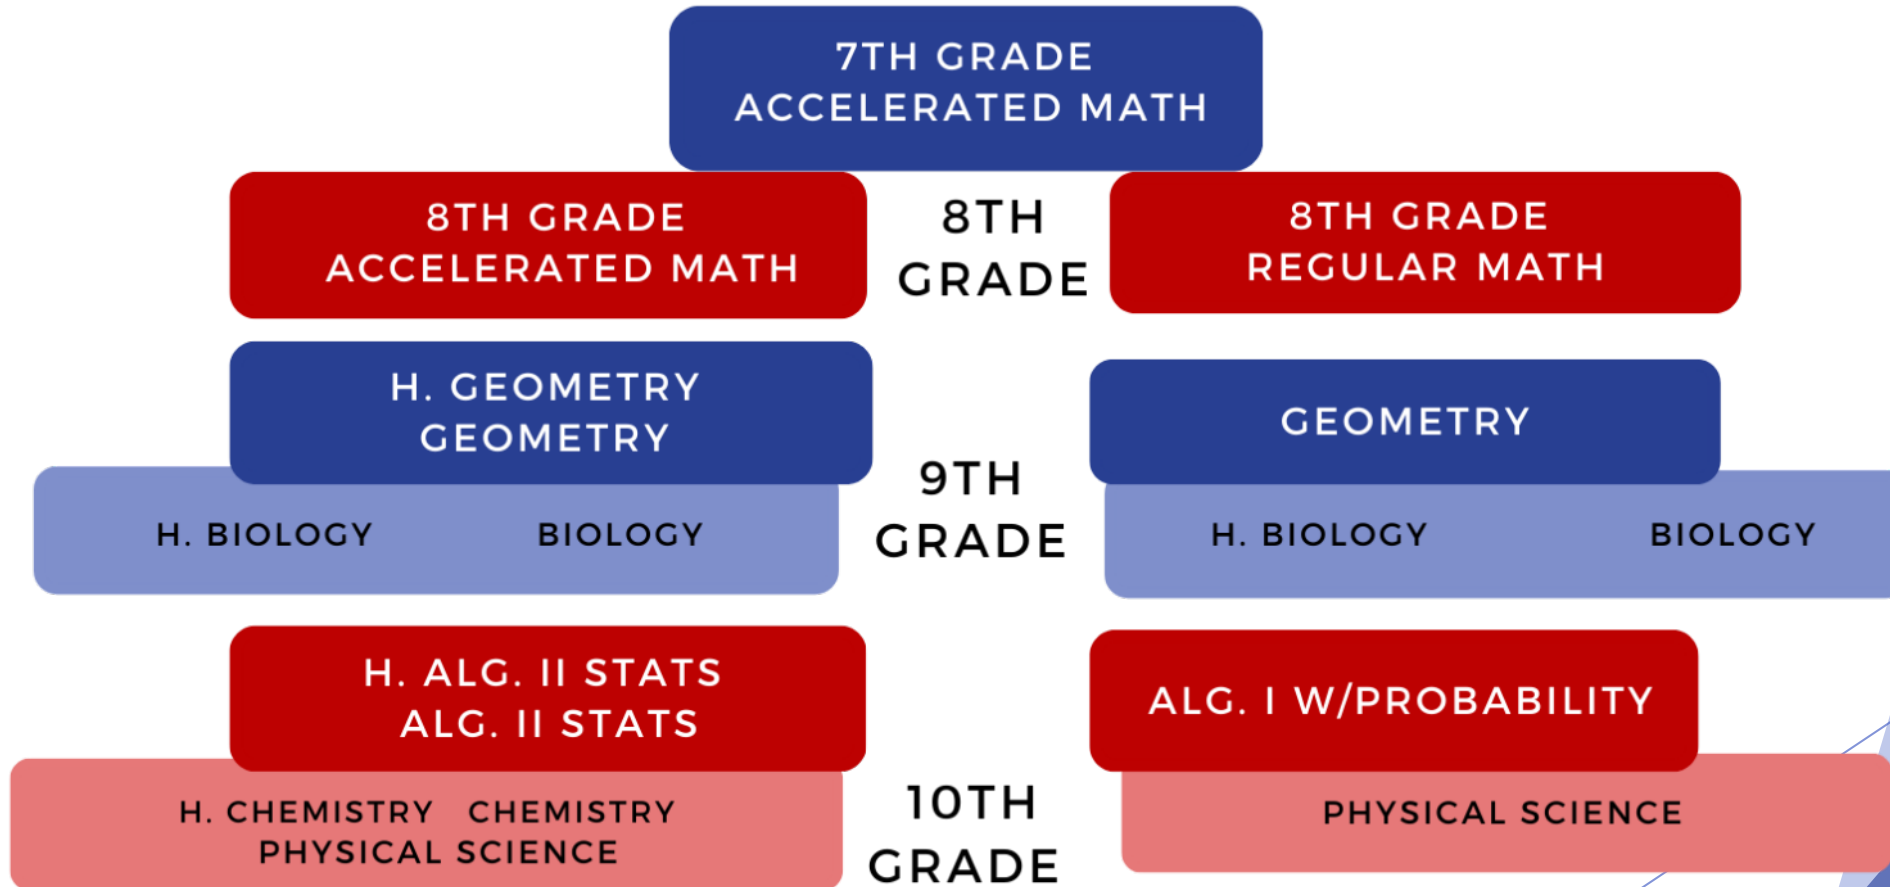 7TH GRADE
ACCELERATED MATH
8TH GRADE
ACCELERATED MATH
8TH
GRADE
8TH GRADE
REGULAR MATH
H. GEOMETRY
GEOMETRY
H. BIOLOGY BIOLOGY
9TH
GRADE
GEOMETRY
H. BIOLOGY BIOLOGY
H. ALG. II STATS
ALG. II STATS
H. CHEMISTRY CHEMISTRY
PHYSICAL SCIENCE
10TH
GRADE
ALG. I W/PROBABILITY
PHYSICAL SCIENCE